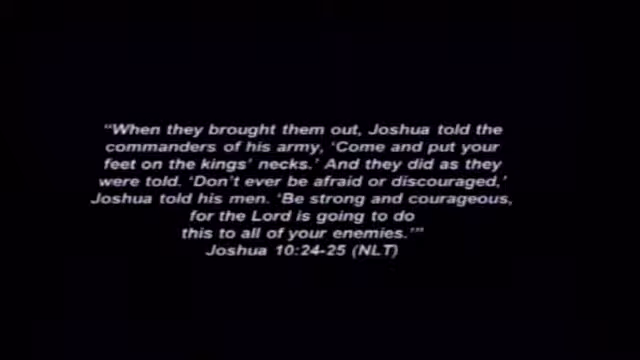 “When they brought them out, Joshua told the
commanders of his army, ‘Come and put your
feet on the kings’ necks.’ And they did as they
were told. ‘Don’t ever be afraid or discouraged,’
Joshua told his men. ‘Be strong and courageous,
for the Lord is going to do
this to all of your enemies.’”
Joshua 10:24-25 (NLT)